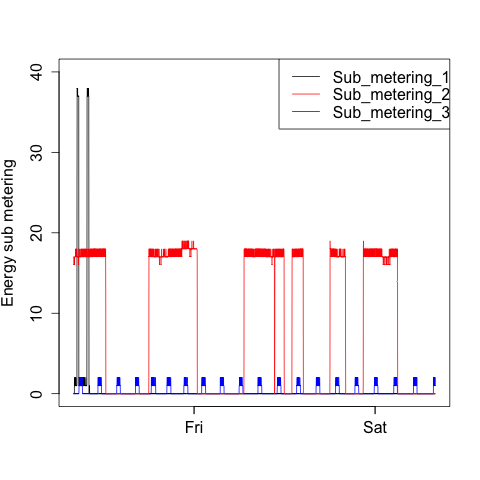 Sub_metering_1
Sub_metering_2
Sub_metering_3
Energy sub metering
40
30
20
10
0
Fri Sat